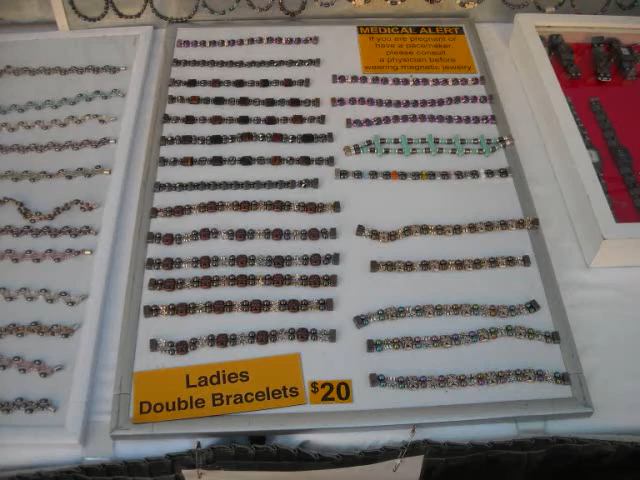 MEDICAL ALERT
If you are pregnant or
have a pacemaker
please consult
a physician before
wearing magnetic jewelry
Ladies
Double Bracelets
$20